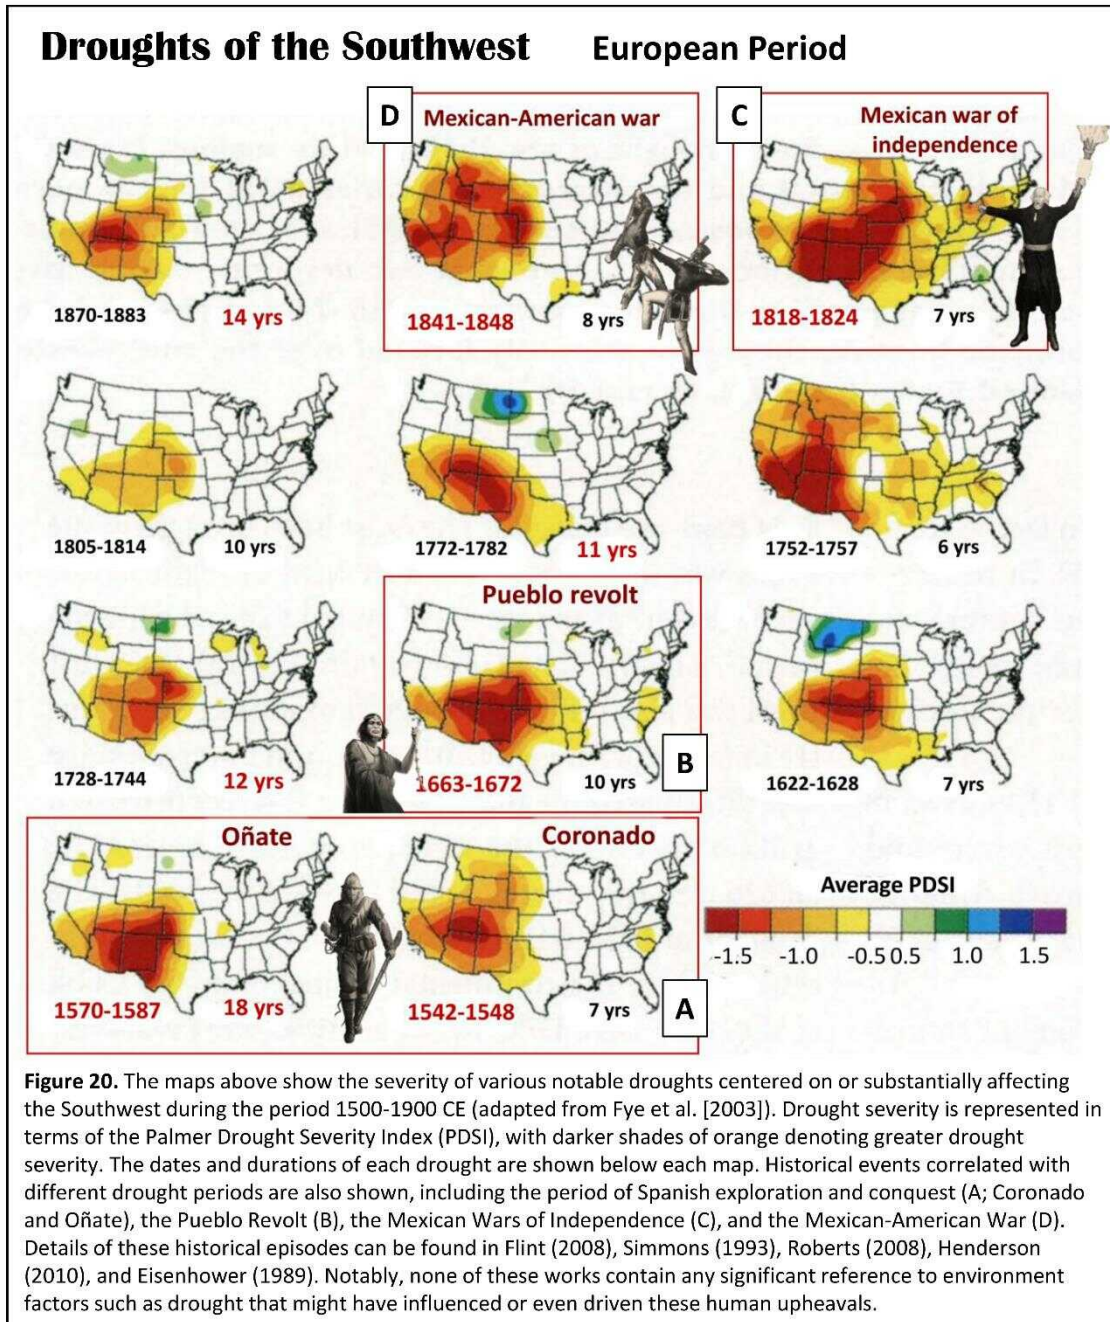 Droughts of the Southwest European Period
D Mexican-American war
C Mexican war of
independence
1870-1883 14 yrs
1841-1848 8 yrs
1818-1824 7 yrs
1805-1814 10 yrs
1772-1782 11 yrs
1752-1757 6 yrs
Pueblo revolt
1728-1744 12 yrs
1663-1672 10 yrs B
1622-1628 7 yrs
Oñate
1570-1587 18 yrs
Coronado
1542-1548 7 yrs A
Average PDSI
-1.5 -1.0 -0.5 0.5 1.0 1.5
Figure 20. The maps above show the severity of various notable droughts centered on or substantially affecting
the Southwest during the period 1500-1900 CE (adapted from Fye et al. [2003]). Drought severity is represented in
terms of the Palmer Drought Severity Index (PDSI), with darker shades of orange denoting greater drought
severity. The dates and durations of each drought are shown below each map. Historical events correlated with
different drought periods are also shown, including the period of Spanish exploration and conquest (A; Coronado
and Oñate), the Pueblo Revolt (B), the Mexican Wars of Independence (C), and the Mexican-American War (D).
Details of these historical episodes can be found in Flint (2008), Simmons (1993), Roberts (2008), Henderson
(2010), and Eisenhower (1989). Notably, none of these works contain any significant reference to environment
factors such as drought that might have influenced or even driven these human upheavals.